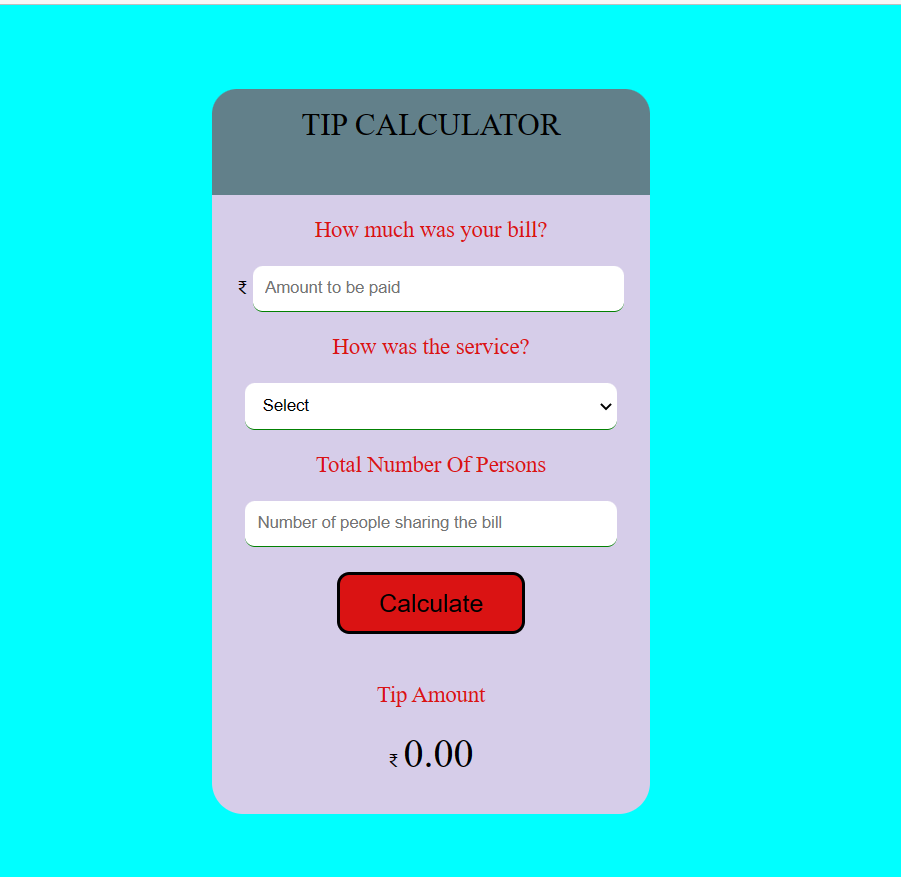 TIP CALCULATOR
How much was your bill?
₹ Amount to be paid
How was the service?
Select
Total Number Of Persons
Number of people sharing the bill
Calculate
Tip Amount
₹ 0.00